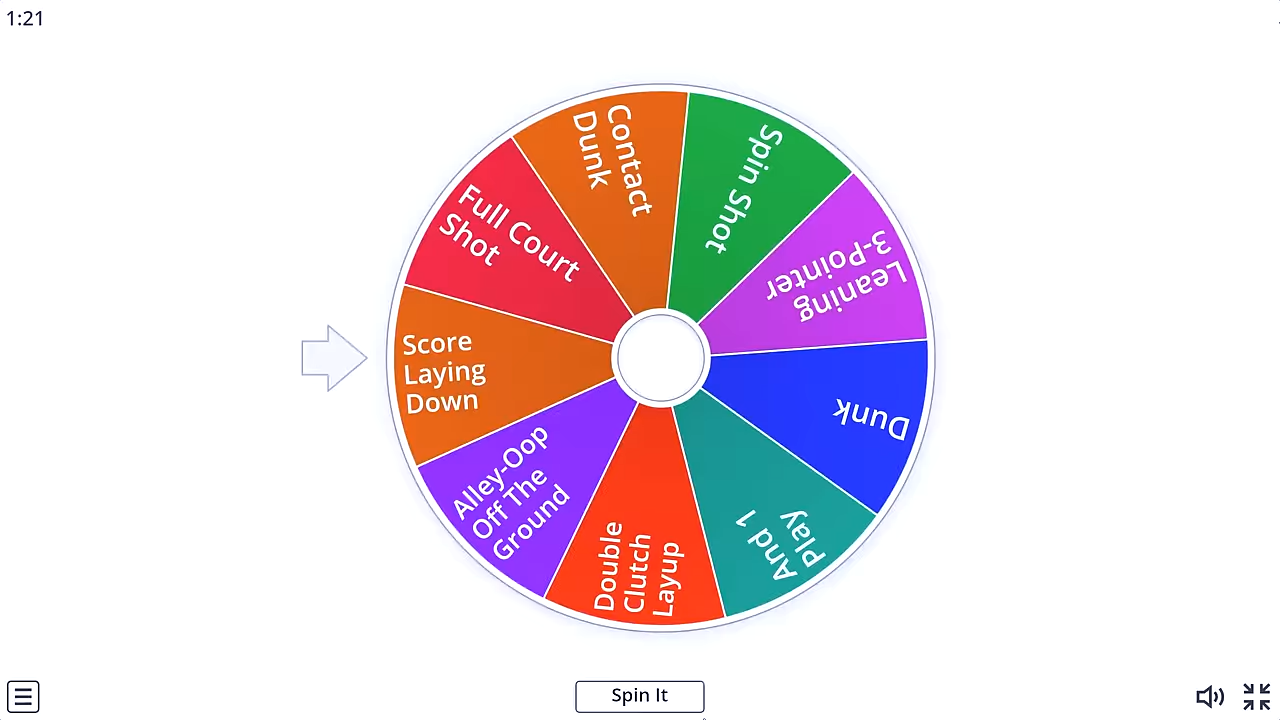 1:21
Contact
Dunk
Spin Shot
Leaning
3-Pointer
Dunk
And 1
Play
Double
Clutch
Layup
Alley-Oop
Off The
Ground
Score
Laying
Down
Full Court
Shot
Spin It